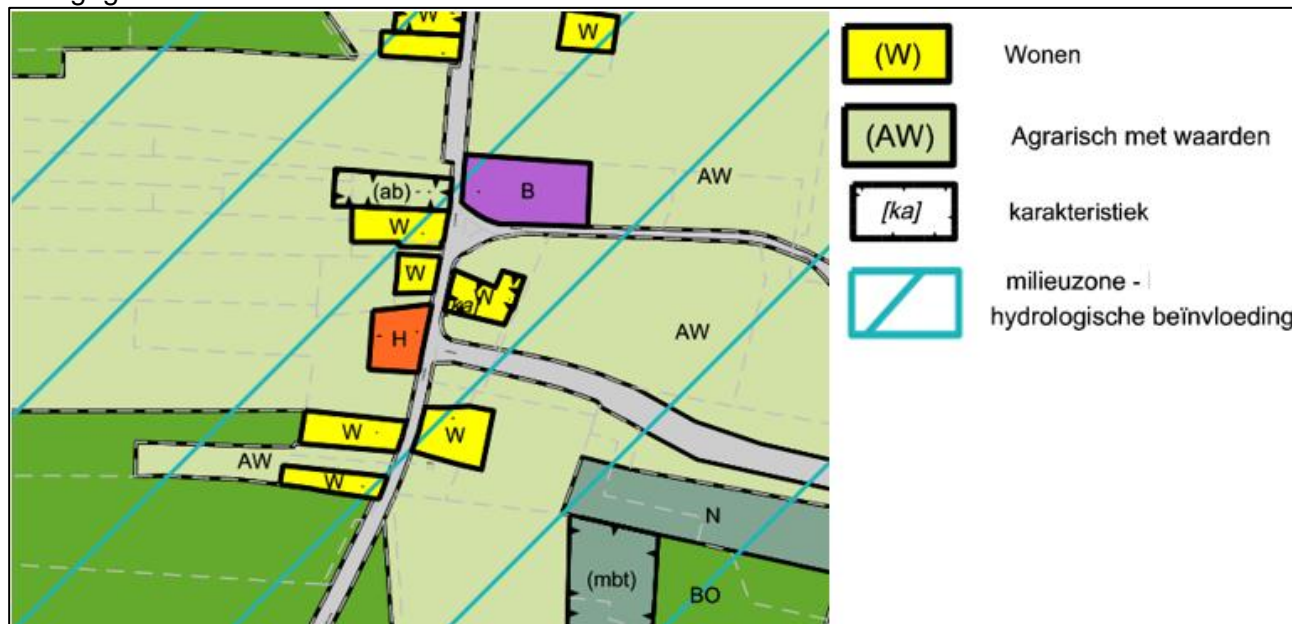 W
W
B
AW
(ab)
W
W
W
[ka]
AW
H
W
W
AW
W
N
(mbt)
BO
(W) Wonen
(AW) Agrarisch met waarden
[ka] karakteristiek
milieuzone -
hydrologische beïnvloeding